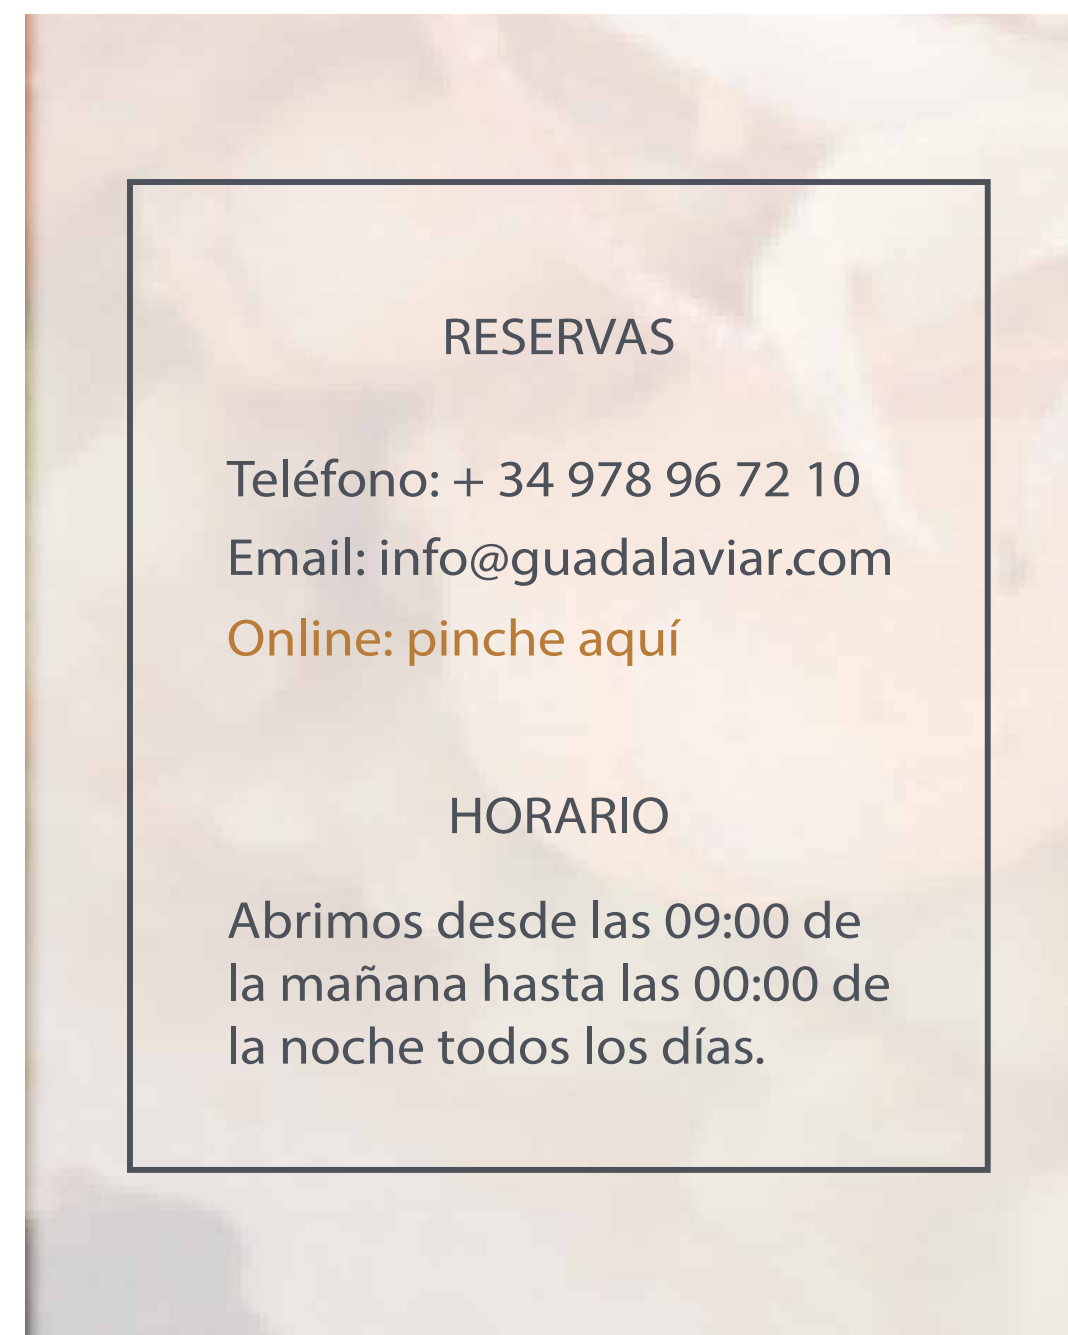 RESERVAS
Teléfono: + 34 978 96 72 10
Email: info@guadalaviar.com
Online: pinche aquí
HORARIO
Abrimos desde las 09:00 de
la mañana hasta las 00:00 de
la noche todos los días.